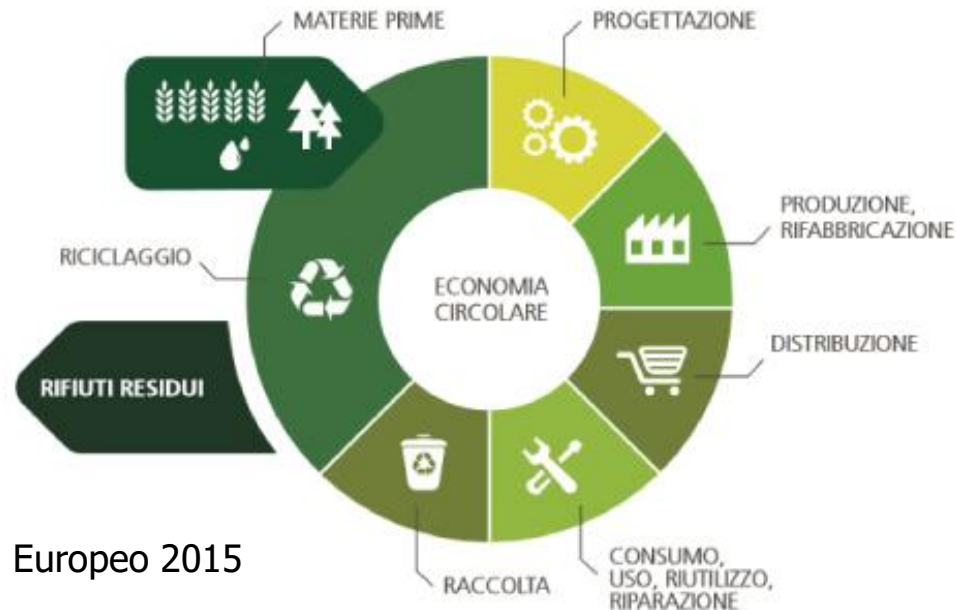 MATERIE PRIME
PROGETTAZIONE
PRODUZIONE,
RIFABBRICAZIONE
RICICLAGGIO
ECONOMIA
CIRCOLARE
DISTRIBUZIONE
RIFIUTI RESIDUI
CONSUMO,
USO, RIUTILIZZO,
RIPARAZIONE
RACCOLTA
Europeo 2015